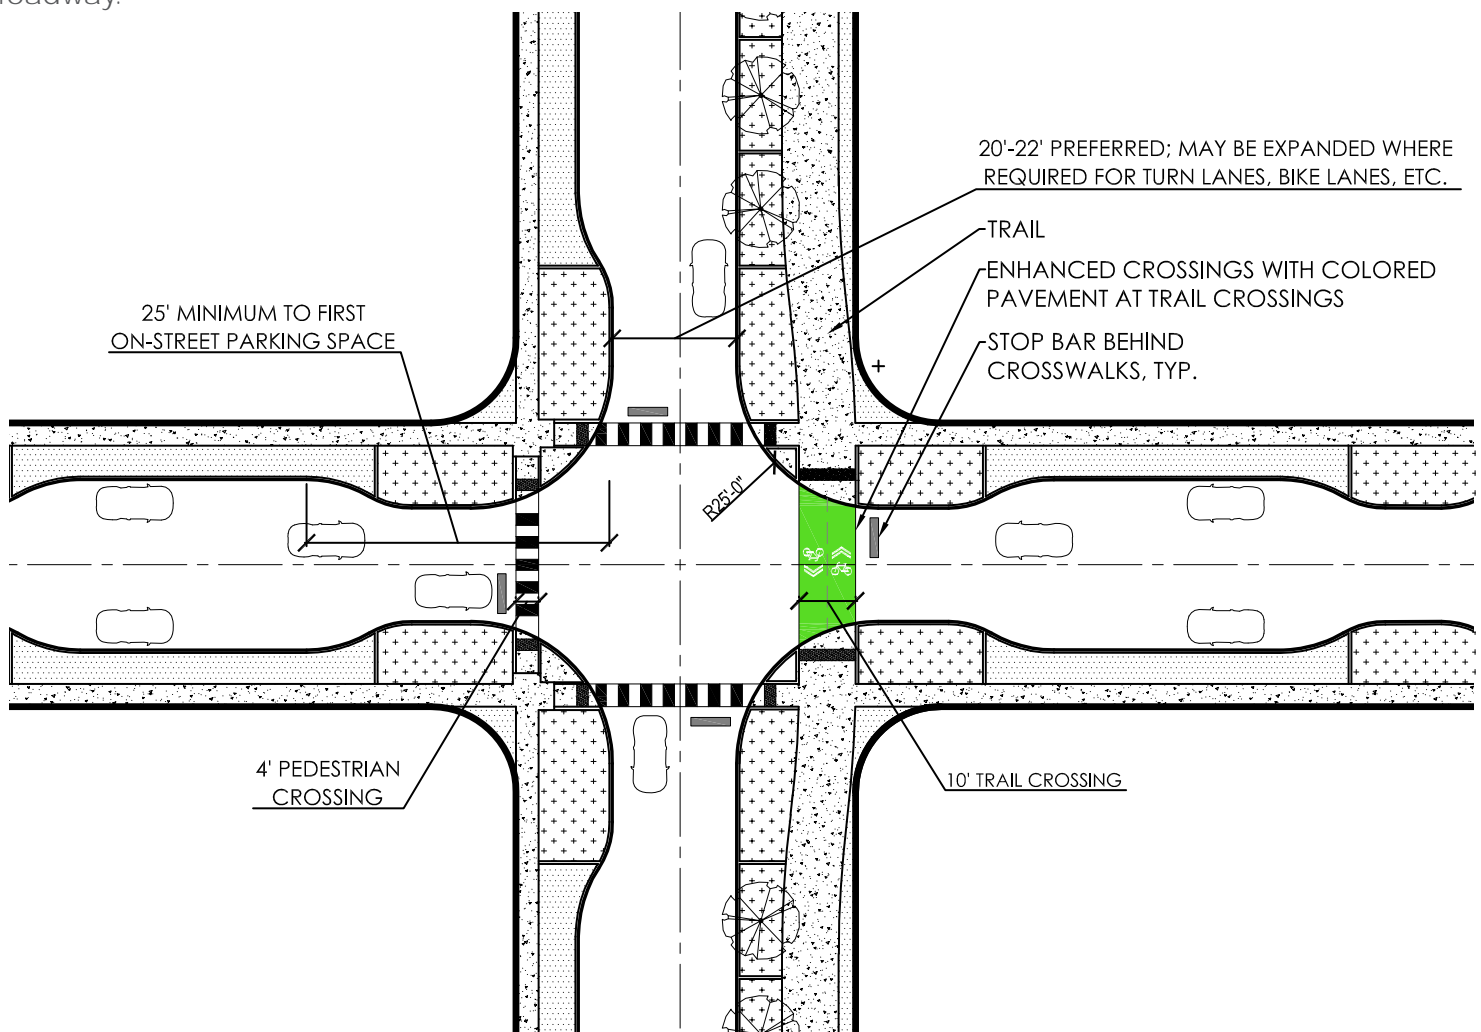 roadway.
20'-22' PREFERRED; MAY BE EXPANDED WHERE
REQUIRED FOR TURN LANES, BIKE LANES, ETC.
TRAIL
ENHANCED CROSSINGS WITH COLORED
PAVEMENT AT TRAIL CROSSINGS
25' MINIMUM TO FIRST
ON-STREET PARKING SPACE
STOP BAR BEHIND
CROSSWALKS, TYP.
R25'-0"
4' PEDESTRIAN
CROSSING
10' TRAIL CROSSING